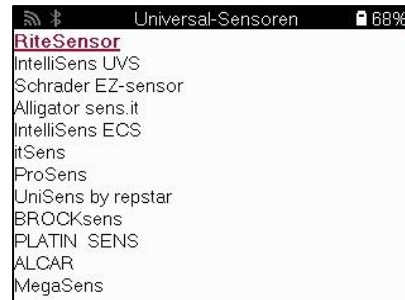 Universal-Sensoren 68%
RiteSensor
IntelliSens UVS
Schrader EZ-sensor
Alligator sens.it
IntelliSens ECS
itSens
ProSens
UniSens by repstar
BROCKsens
PLATIN SENS
ALCAR
MegaSens